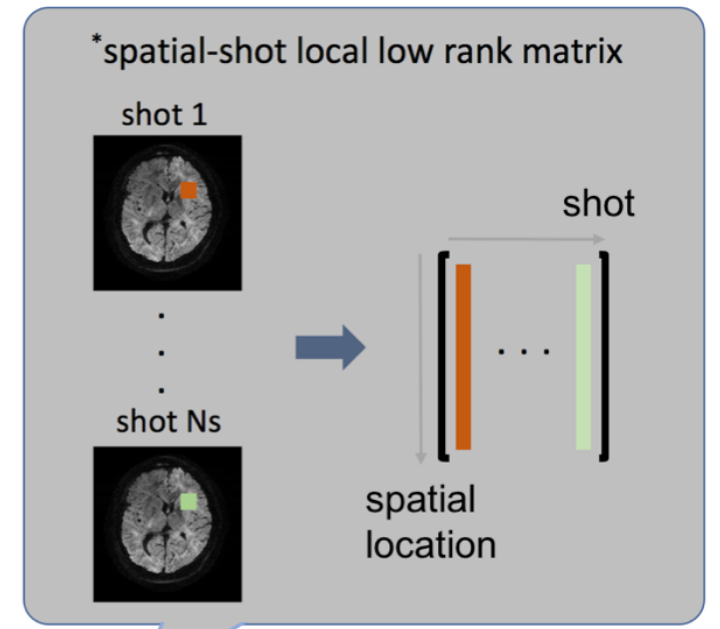 *spatial-shot local low rank matrix
shot 1
shot
shot Ns
spatial
location